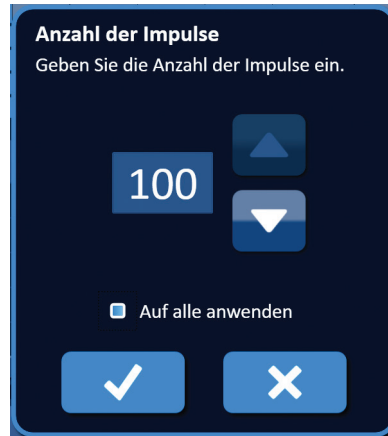 Anzahl der Impulse
Geben Sie die Anzahl der Impulse ein.
100
Auf alle anwenden